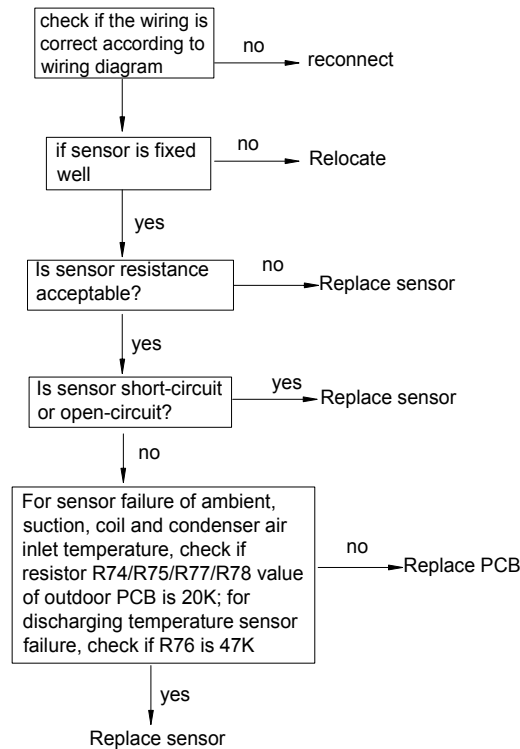 check if the wiring is
correct according to
wiring diagram
no
reconnect
if sensor is fixed
well
no
Relocate
yes
Is sensor resistance
acceptable?
no
Replace sensor
yes
Is sensor short-circuit
or open-circuit?
yes
Replace sensor
no
For sensor failure of ambient,
suction, coil and condenser air
inlet temperature, check if
resistor R74/R75/R77/R78 value
of outdoor PCB is 20K; for
discharging temperature sensor
failure, check if R76 is 47K
no
Replace PCB
yes
Replace sensor